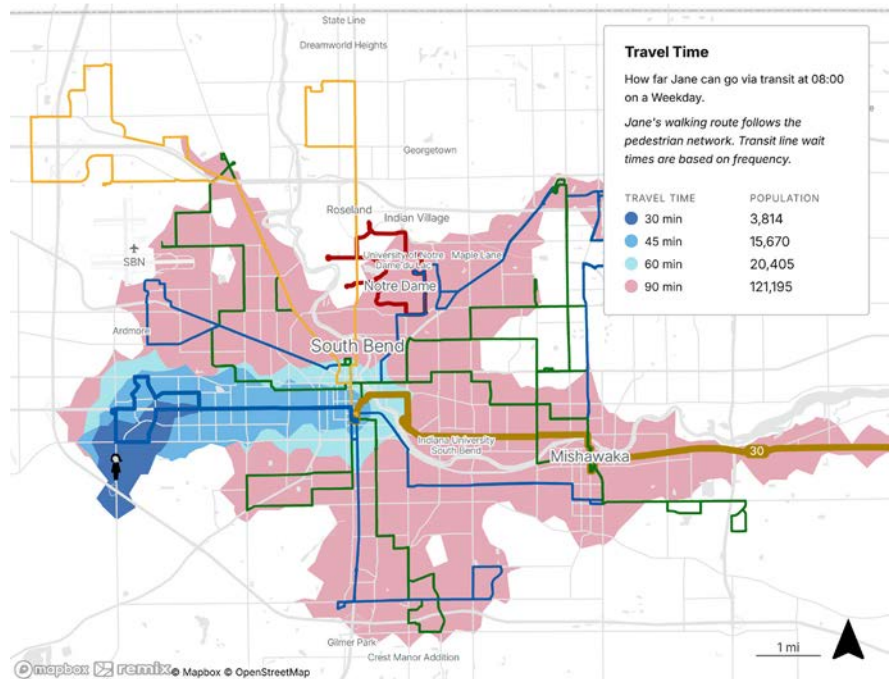 State Line
Dreamworld Heights
Travel Time
How far Jane can go via transit at 08:00
on a Weekday.
Jane's walking route follows the
pedestrian network. Transit line wait
times are based on frequency.
TRAVEL TIME POPULATION
30 min 3,814
45 min 15,670
60 min 20,405
90 min 121,195
Georgetown
Roseland
Indian Village
SBN
University of Notre
Dame du Lac
Maple Lane
Notre Dame
Ardmore
South Bend
Indiana University
South Bend
Mishawaka
30
Gilmer Park
Crest Manor Addition
1 mi
mapbox remix © Mapbox © OpenStreetMap